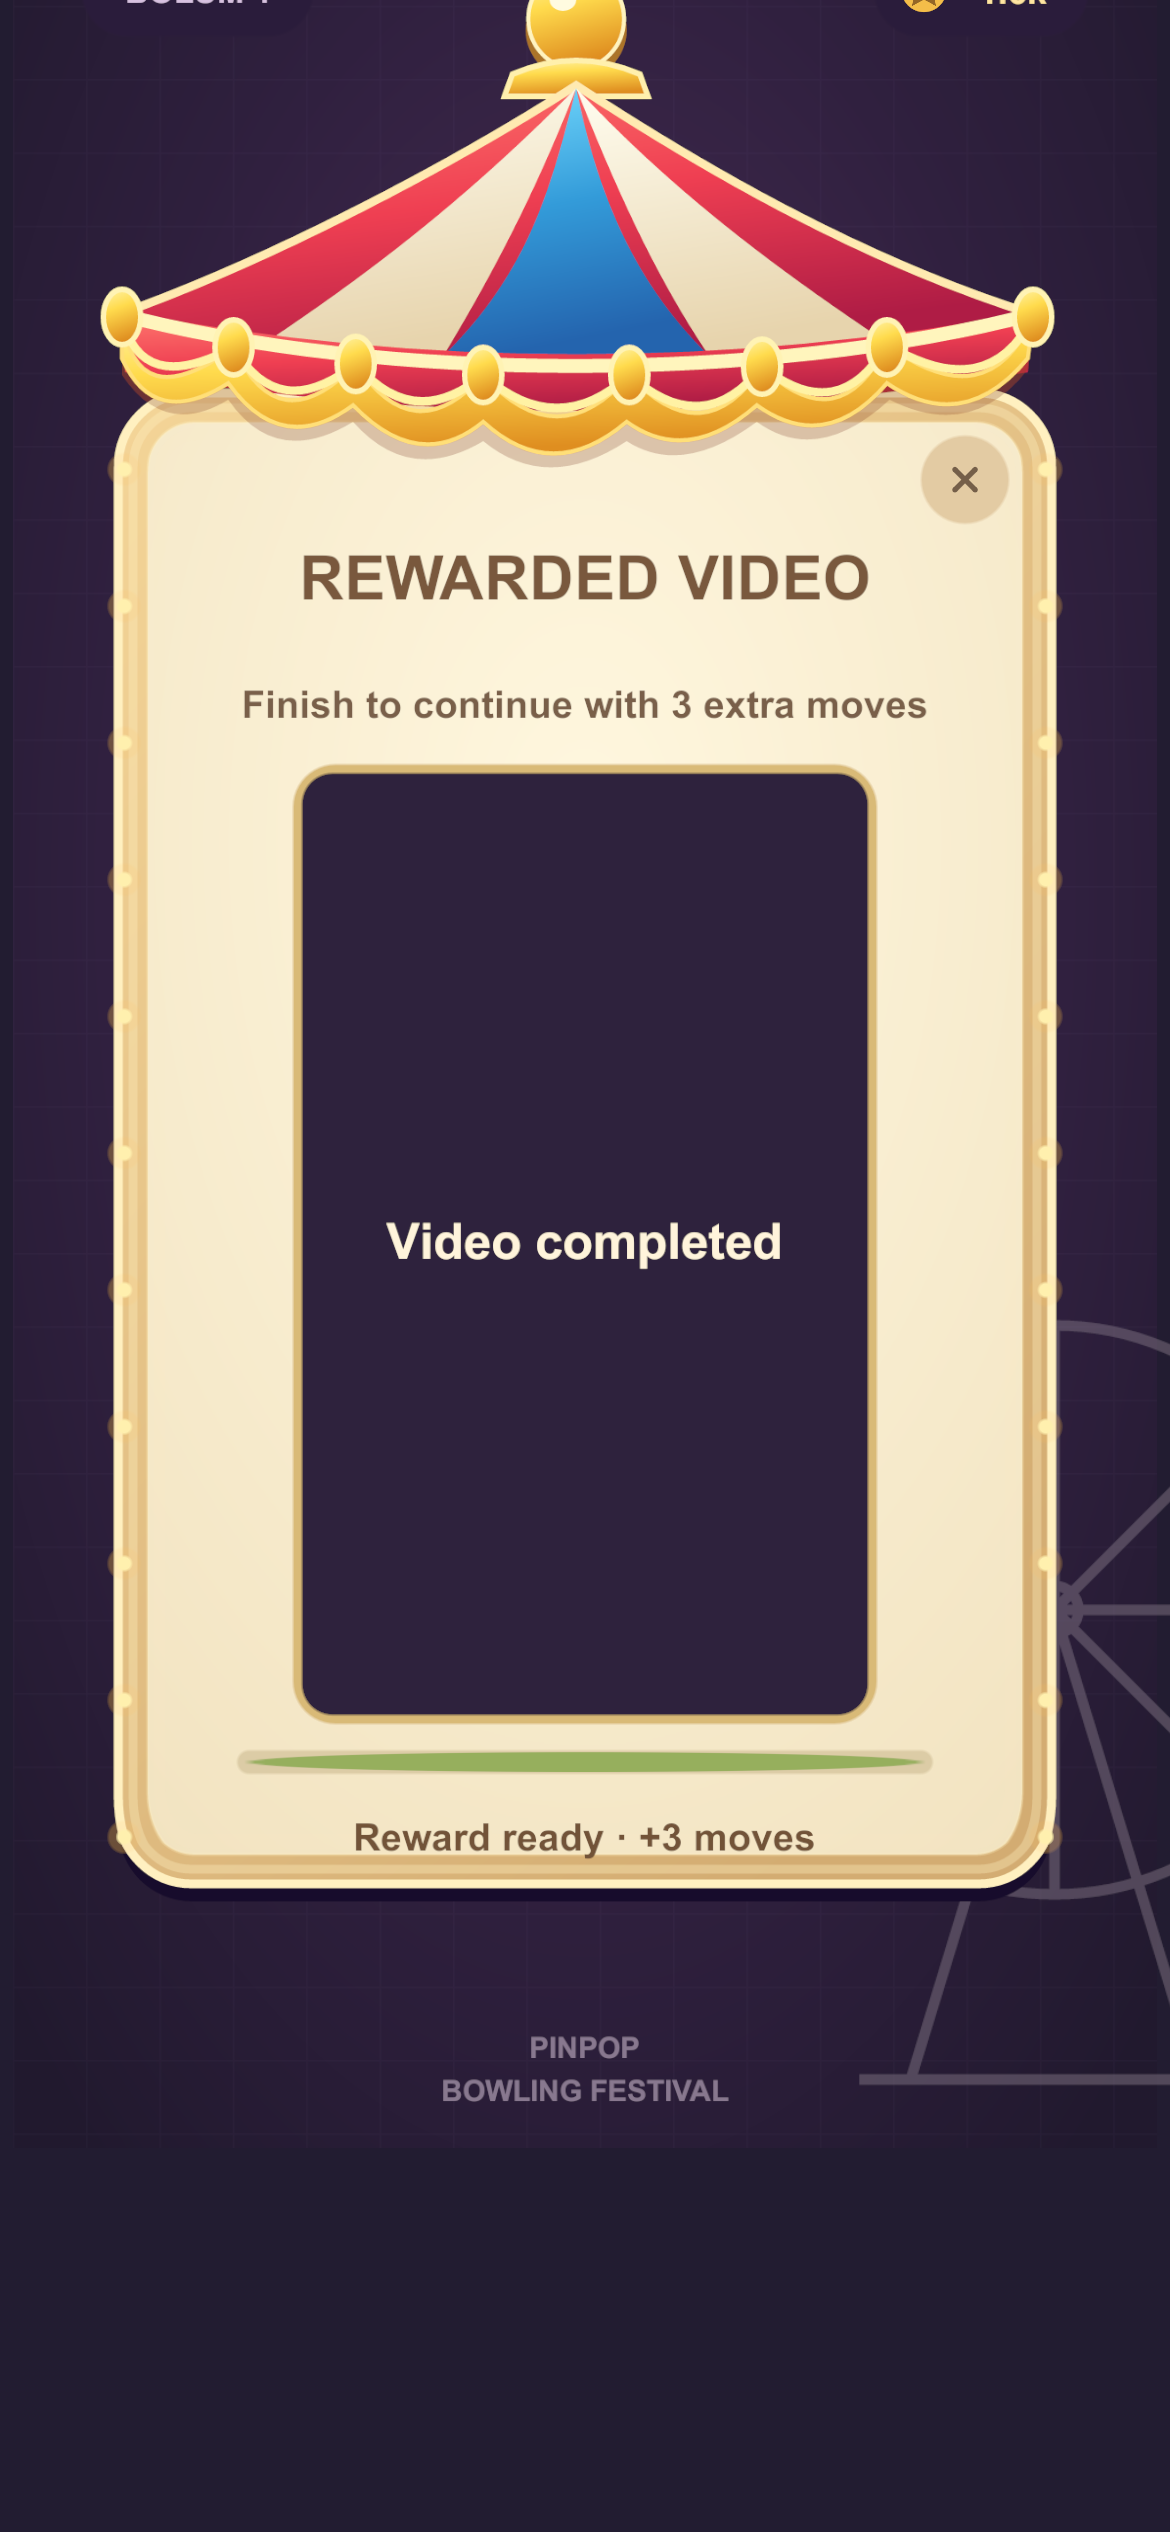 REWARDED VIDEO
Finish to continue with 3 extra moves
Video completed
Reward ready · +3 moves
PINPOP
BOWLING FESTIVAL